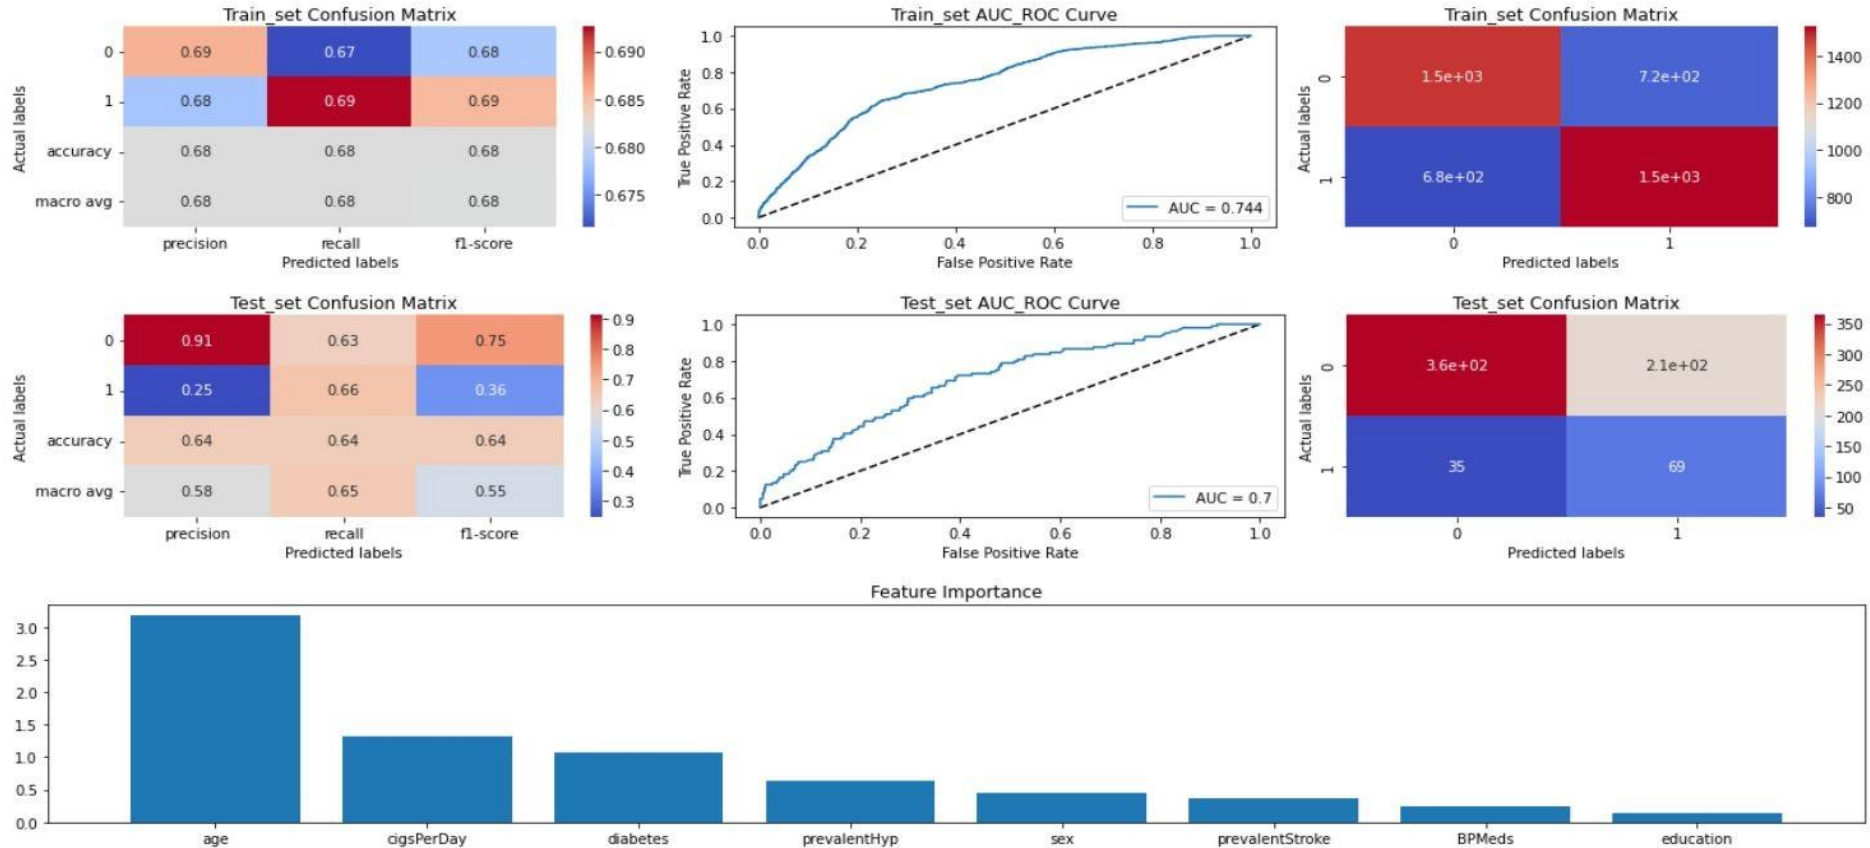 Train_set Confusion Matrix
Actual labels
0
1
accuracy
macro avg
0.69 0.67 0.68
0.68 0.69 0.69
0.68 0.68 0.68
0.68 0.68 0.68
precision recall f1-score
Predicted labels
0.690
0.685
0.680
0.675
Train_set AUC_ROC Curve
True Positive Rate
1.0
0.8
0.6
0.4
0.2
0.0
AUC = 0.744
0.0 0.2 0.4 0.6 0.8 1.0
False Positive Rate
Train_set Confusion Matrix
Actual labels
0
1
1.5e+03 7.2e+02
6.8e+02 1.5e+03
0 1
Predicted labels
1400
1200
1000
800
Test_set Confusion Matrix
Actual labels
0
1
accuracy
macro avg
0.91 0.63 0.75
0.25 0.66 0.36
0.64 0.64 0.64
0.58 0.65 0.55
precision recall f1-score
Predicted labels
0.9
0.8
0.7
0.6
0.5
0.4
0.3
Test_set AUC_ROC Curve
True Positive Rate
1.0
0.8
0.6
0.4
0.2
0.0
AUC = 0.7
0.0 0.2 0.4 0.6 0.8 1.0
False Positive Rate
Test_set Confusion Matrix
Actual labels
0
1
3.6e+02 2.1e+02
35 69
0 1
Predicted labels
350
300
250
200
150
100
50
Feature Importance
3.0
2.5
2.0
1.5
1.0
0.5
0.0
age cigsPerDay diabetes prevalentHyp sex prevalentStroke BPMeds education